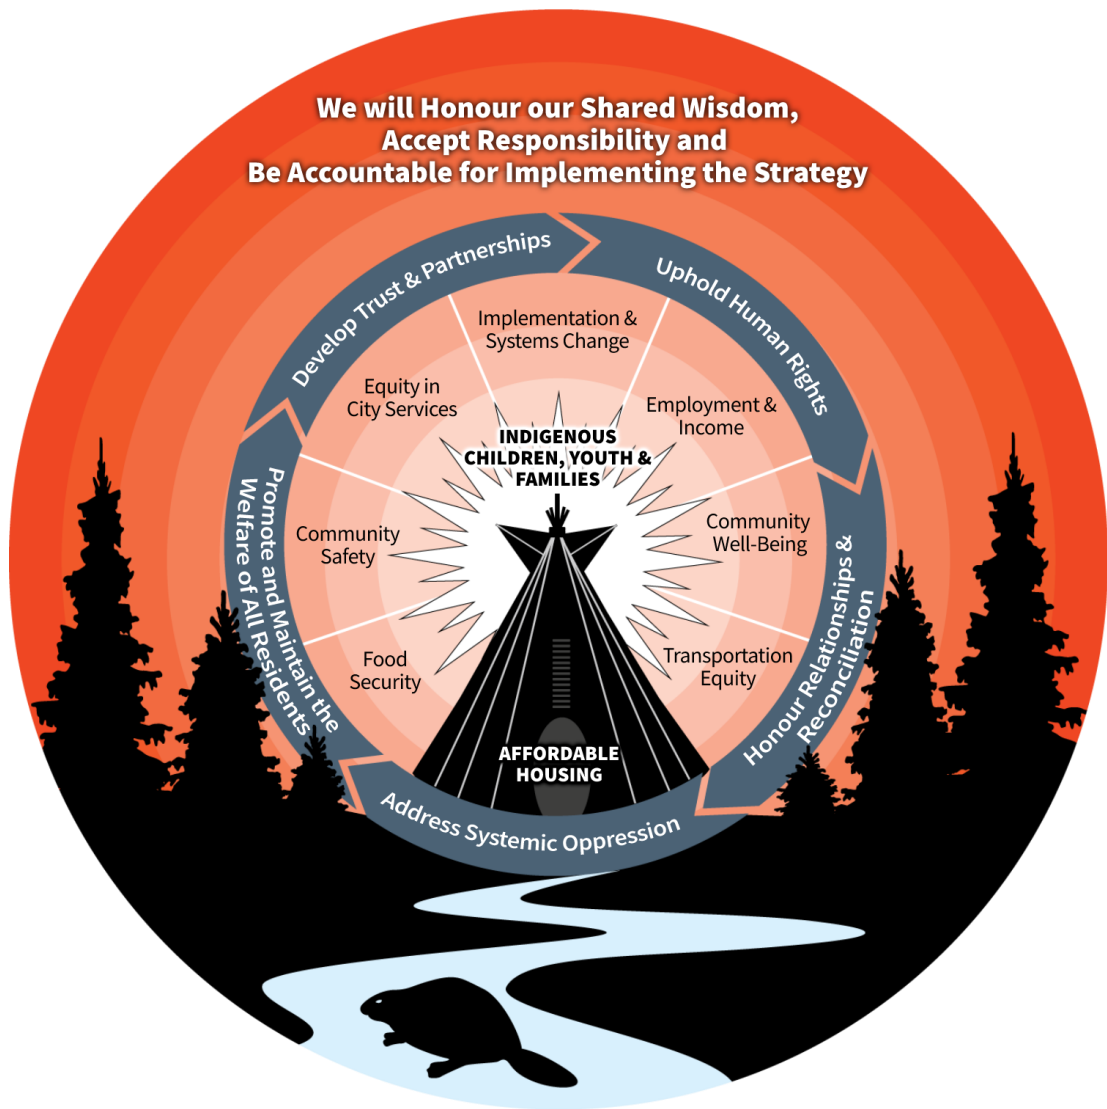 We will Honour our Shared Wisdom,
Accept Responsibility and
Be Accountable for Implementing the Strategy
Develop Trust & Partnerships
Uphold Human Rights
Honour Relationships &
Reconciliation
Address Systemic Oppression
Promote and Maintain the
Welfare of All Residents
Implementation &
Systems Change
Employment &
Income
Community
Well-Being
Transportation
Equity
Food
Security
Community
Safety
Equity in
City Services
INDIGENOUS
CHILDREN, YOUTH &
FAMILIES
AFFORDABLE
HOUSING